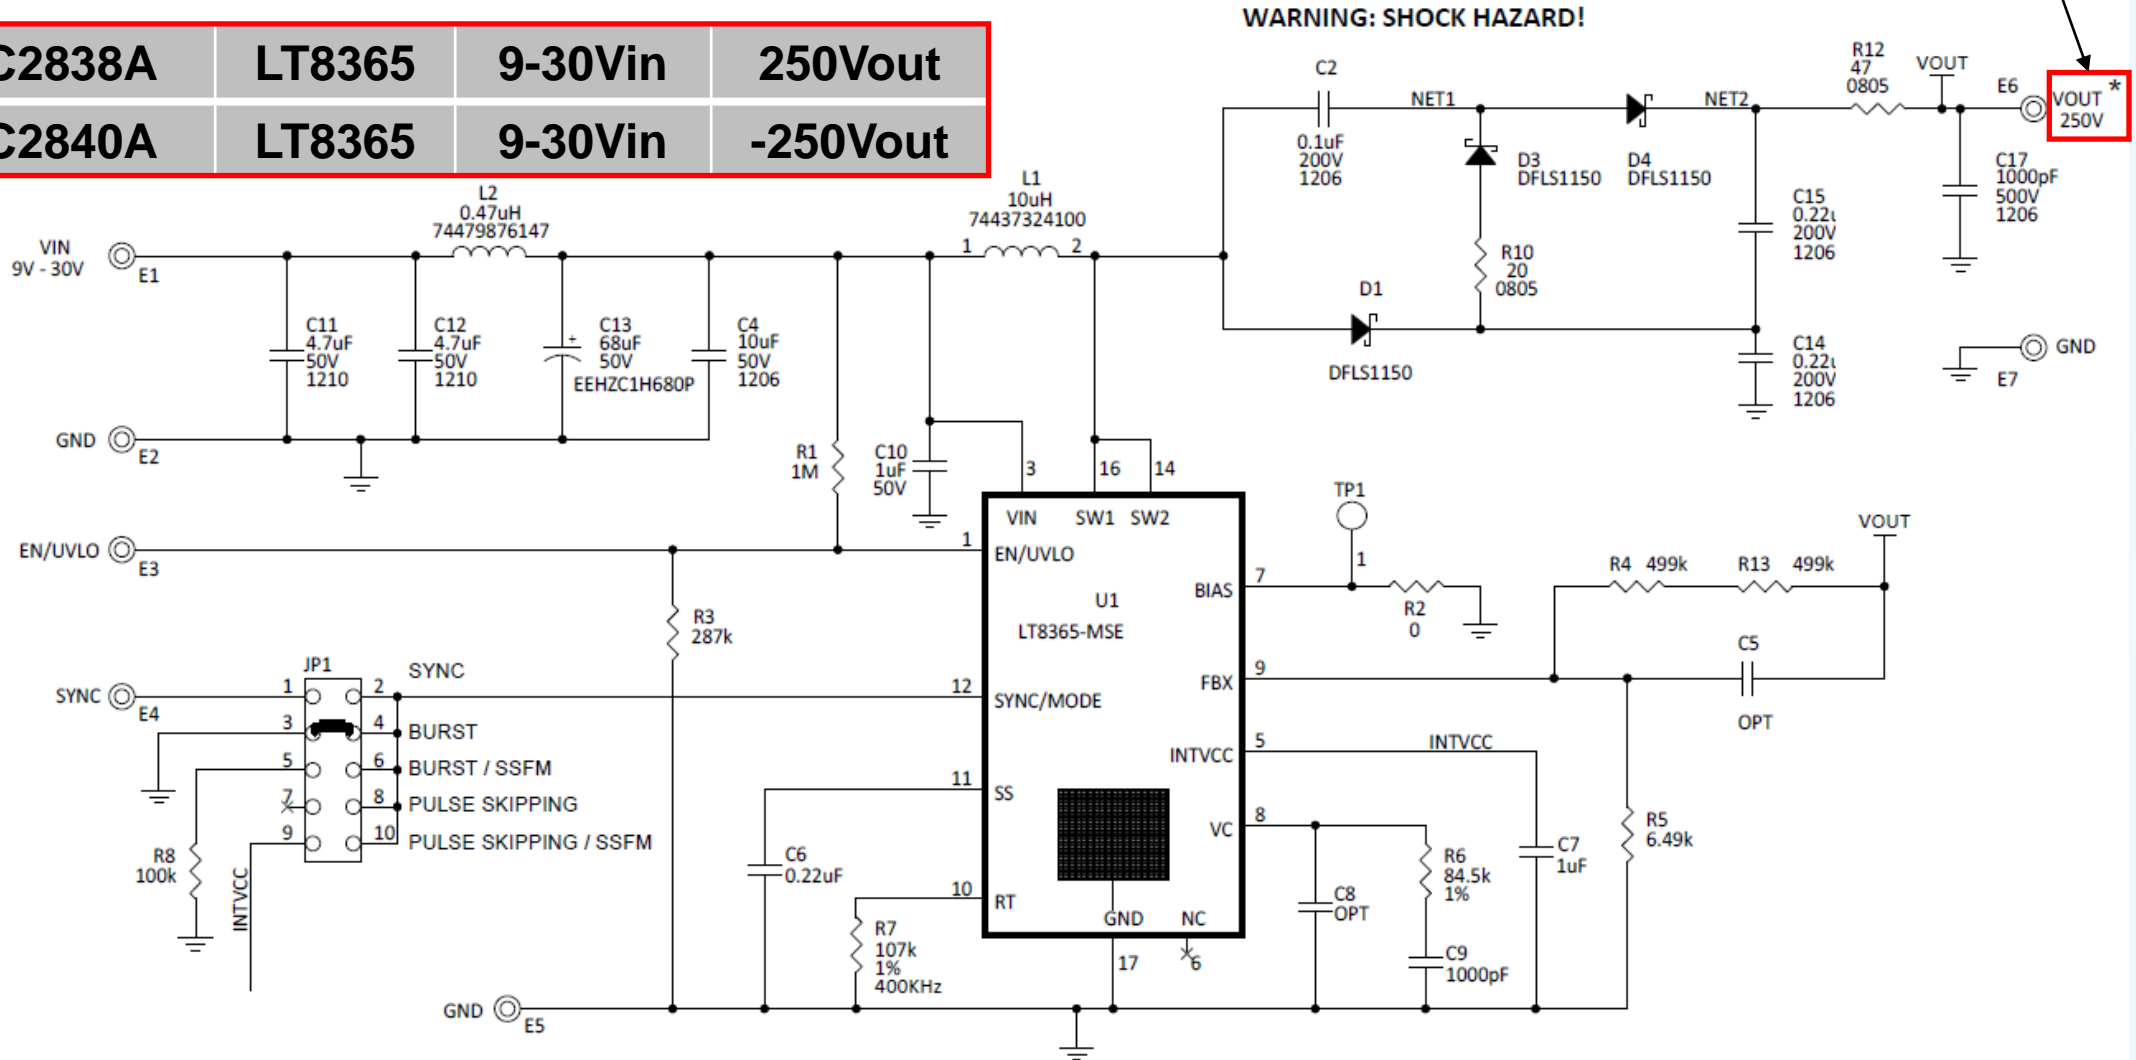 WARNING: SHOCK HAZARD!
C2838A LT8365 9-30Vin 250Vout
C2840A LT8365 9-30Vin -250Vout
R12
47
0805
VOUT
E6
VOUT *
250V
C2
0.1uF
200V
1206
NET1
NET2
D3
DFLS1150
D4
DFLS1150
C17
1000pF
500V
1206
C15
0.22u
200V
1206
R10
20
0805
D1
DFLS1150
C14
0.22u
200V
1206
GND
E7
L1
10uH
74437324100
1 2
L2
0.47uH
74479876147
VIN
9V - 30V
E1
C11
4.7uF
50V
1210
C12
4.7uF
50V
1210
+
C13
68uF
50V
EEHZC1H680P
C4
10uF
50V
1206
GND
E2
R1
1M
C10
1uF
50V
3 16 14
VIN SW1 SW2
EN/UVLO
E3
1
EN/UVLO
R3
287k
U1
LT8365-MSE
TP1
1
BIAS
7
R2
0
VOUT
R4 499k
R13 499k
FBX
9
C5
OPT
JP1
SYNC
E4
1 2
SYNC
3 4
BURST
5 6
BURST / SSFM
7 8
PULSE SKIPPING
9 10
PULSE SKIPPING / SSFM
12
SYNC/MODE
R8
100k
INTVCC
11
SS
C6
0.22uF
10
RT
R7
107k
1%
400KHz
INTVCC
5
INTVCC
VC
8
R5
6.49k
C7
1uF
R6
84.5k
1%
C8
OPT
C9
1000pF
GND NC
17 6
GND
E5